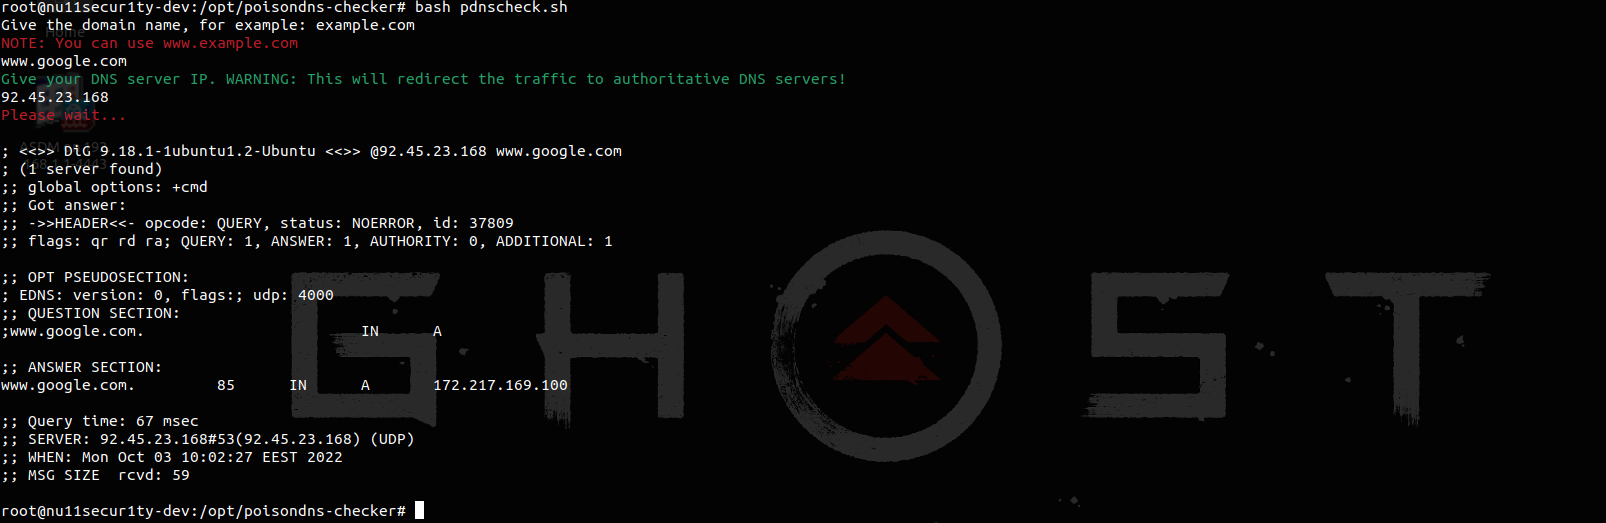 root@nu11secur1ty-dev:/opt/poisondns-checker# bash pdnscheck.sh
Give the domain name, for example: example.com
Home
NOTE: You can use www.example.com
www.google.com
Give your DNS server IP. WARNING: This will redirect the traffic to authoritative DNS servers!
92.45.23.168
Please wait...
; <<>> DiG 9.18.1-1ubuntu1.2-Ubuntu <<>> @92.45.23.168 www.google.com
; (1 server found)
;; global options: +cmd
;; Got answer:
;; ->>HEADER<<- opcode: QUERY, status: NOERROR, id: 37809
;; flags: qr rd ra; QUERY: 1, ANSWER: 1, AUTHORITY: 0, ADDITIONAL: 1
;; OPT PSEUDOSECTION:
; EDNS: version: 0, flags:; udp: 4000
;; QUESTION SECTION:
;www.google.com. IN A
;; ANSWER SECTION:
www.google.com. 85 IN A 172.217.169.100
;; Query time: 67 msec
;; SERVER: 92.45.23.168#53(92.45.23.168) (UDP)
;; WHEN: Mon Oct 03 10:02:27 EEST 2022
;; MSG SIZE rcvd: 59
root@nu11secur1ty-dev:/opt/poisondns-checker#
GHOST